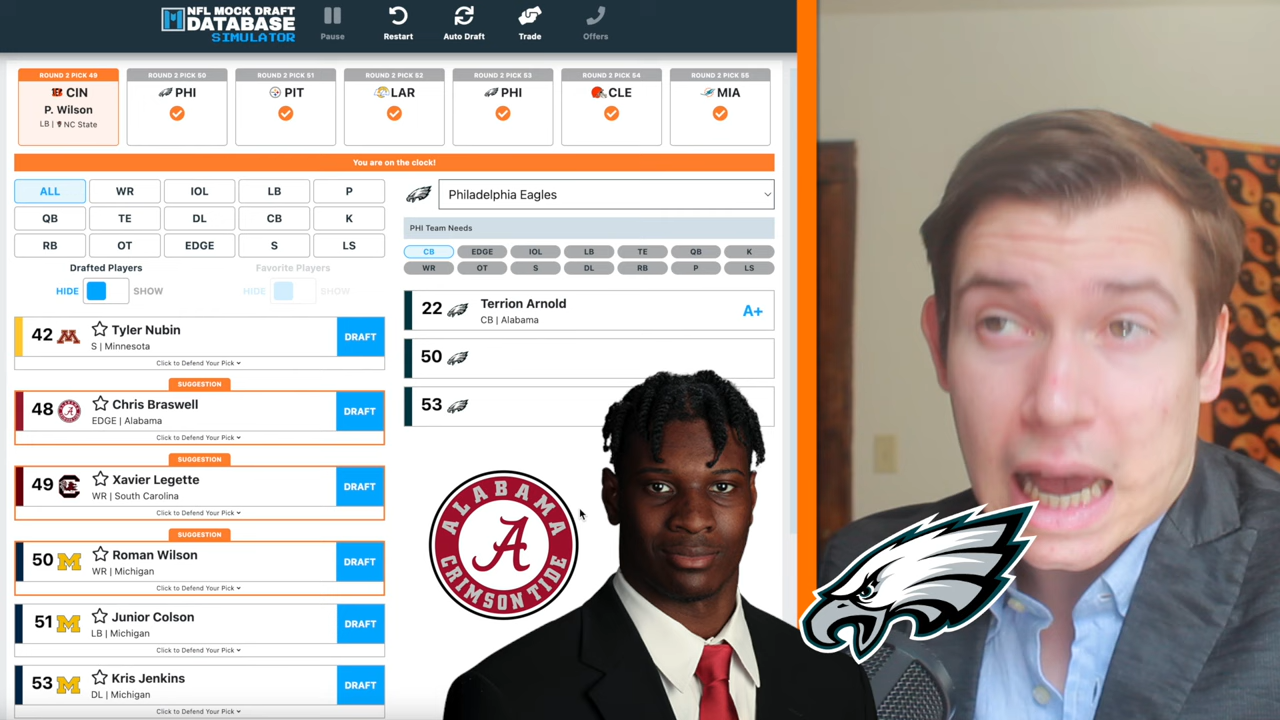 NFL MOCK DRAFT
DATABASE
SIMULATOR
Pause
Restart
Auto Draft
Trade
Offers
ROUND 2 PICK 49
CIN
P. Wilson
LB | NC State
ROUND 2 PICK 50
PHI
ROUND 2 PICK 51
PIT
ROUND 2 PICK 52
LAR
ROUND 2 PICK 53
PHI
ROUND 2 PICK 54
CLE
ROUND 2 PICK 55
MIA
You are on the clock!
ALL WR IOL LB P
QB TE DL CB K
RB OT EDGE S LS
Drafted Players
HIDE SHOW
Favorite Players
HIDE SHOW
42 M Tyler Nubin
S | Minnesota
DRAFT
Click to Defend Your Pick
SUGGESTION
48 Chris Braswell
EDGE | Alabama
DRAFT
Click to Defend Your Pick
SUGGESTION
49 Xavier Legette
WR | South Carolina
DRAFT
Click to Defend Your Pick
SUGGESTION
50 M Roman Wilson
WR | Michigan
DRAFT
Click to Defend Your Pick
51 M Junior Colson
LB | Michigan
DRAFT
Click to Defend Your Pick
53 M Kris Jenkins
DL | Michigan
DRAFT
Click to Defend Your Pick
Philadelphia Eagles
PHI Team Needs
CB EDGE IOL LB TE QB K
WR OT S DL RB P LS
22 Terrion Arnold
CB | Alabama
A+
50
53
ALABAMA
A
CRIMSON TIDE